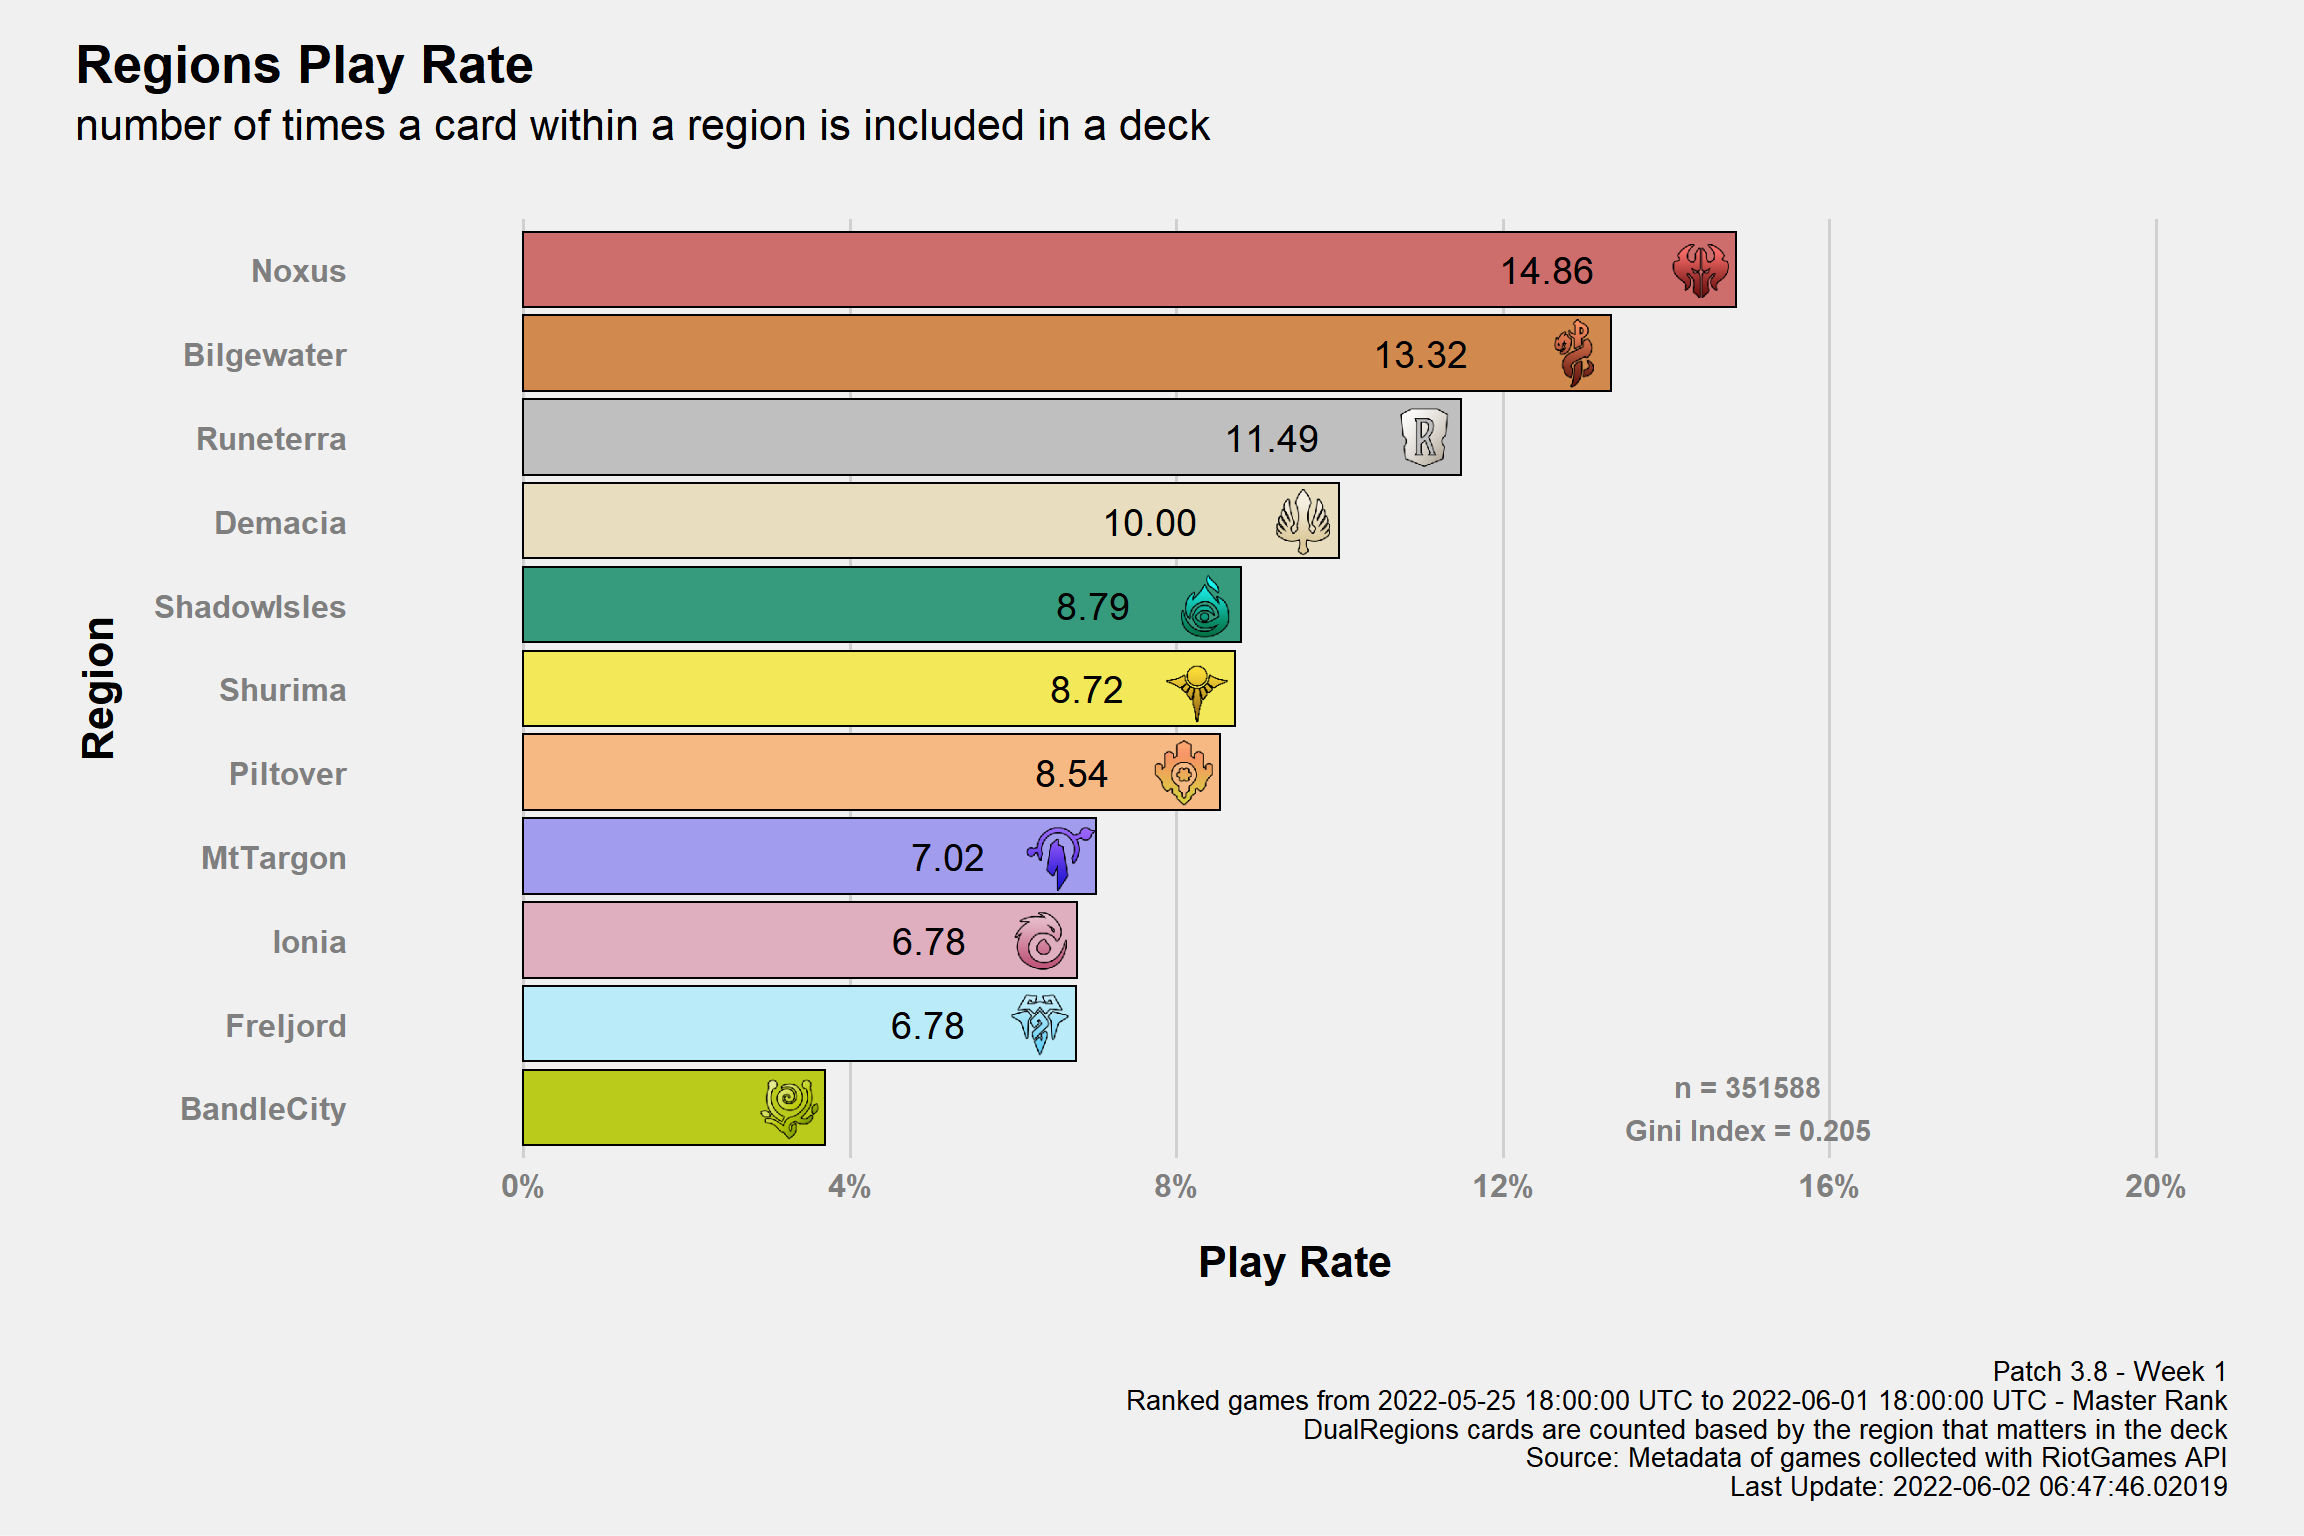 Regions Play Rate
number of times a card within a region is included in a deck
Region
Noxus 14.86
Bilgewater 13.32
Runeterra 11.49 R
Demacia 10.00
ShadowIsles 8.79
Shurima 8.72
Piltover 8.54
MtTargon 7.02
Ionia 6.78
Freljord 6.78
BandleCity
n = 351588
Gini Index = 0.205
0% 4% 8% 12% 16% 20%
Play Rate
Patch 3.8 - Week 1
Ranked games from 2022-05-25 18:00:00 UTC to 2022-06-01 18:00:00 UTC - Master Rank
DualRegions cards are counted based by the region that matters in the deck
Source: Metadata of games collected with RiotGames API
Last Update: 2022-06-02 06:47:46.02019